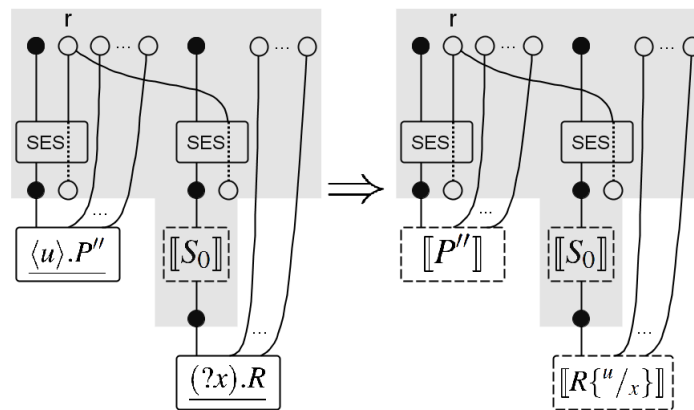 r r
... ... ... ...
SES SES SES SES
... ⇒ ...
⟨u⟩.P″ ⟦S₀⟧ ⟦P″⟧ ⟦S₀⟧
... ...
(?x).R ⟦R{ᵘ/ₓ}⟧